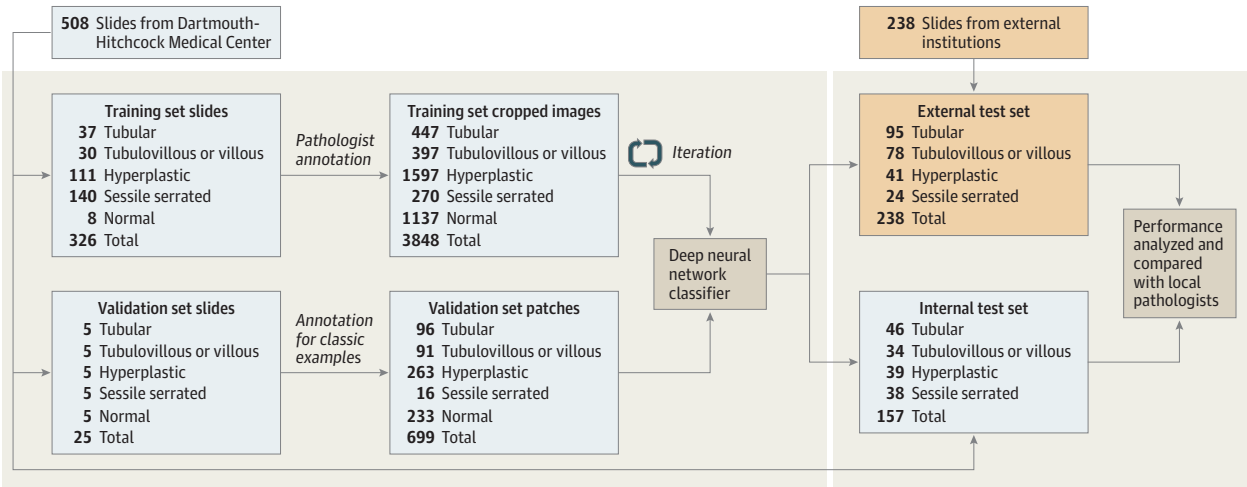 508 Slides from Dartmouth-
Hitchcock Medical Center
238 Slides from external
institutions
Training set slides
37 Tubular
30 Tubulovillous or villous
111 Hyperplastic
140 Sessile serrated
8 Normal
326 Total
Pathologist
annotation
Training set cropped images
447 Tubular
397 Tubulovillous or villous
1597 Hyperplastic
270 Sessile serrated
1137 Normal
3848 Total
Iteration
Validation set slides
5 Tubular
5 Tubulovillous or villous
5 Hyperplastic
5 Sessile serrated
5 Normal
25 Total
Annotation
for classic
examples
Validation set patches
96 Tubular
91 Tubulovillous or villous
263 Hyperplastic
16 Sessile serrated
233 Normal
699 Total
Deep neural
network
classifier
External test set
95 Tubular
78 Tubulovillous or villous
41 Hyperplastic
24 Sessile serrated
238 Total
Internal test set
46 Tubular
34 Tubulovillous or villous
39 Hyperplastic
38 Sessile serrated
157 Total
Performance
analyzed and
compared
with local
pathologists